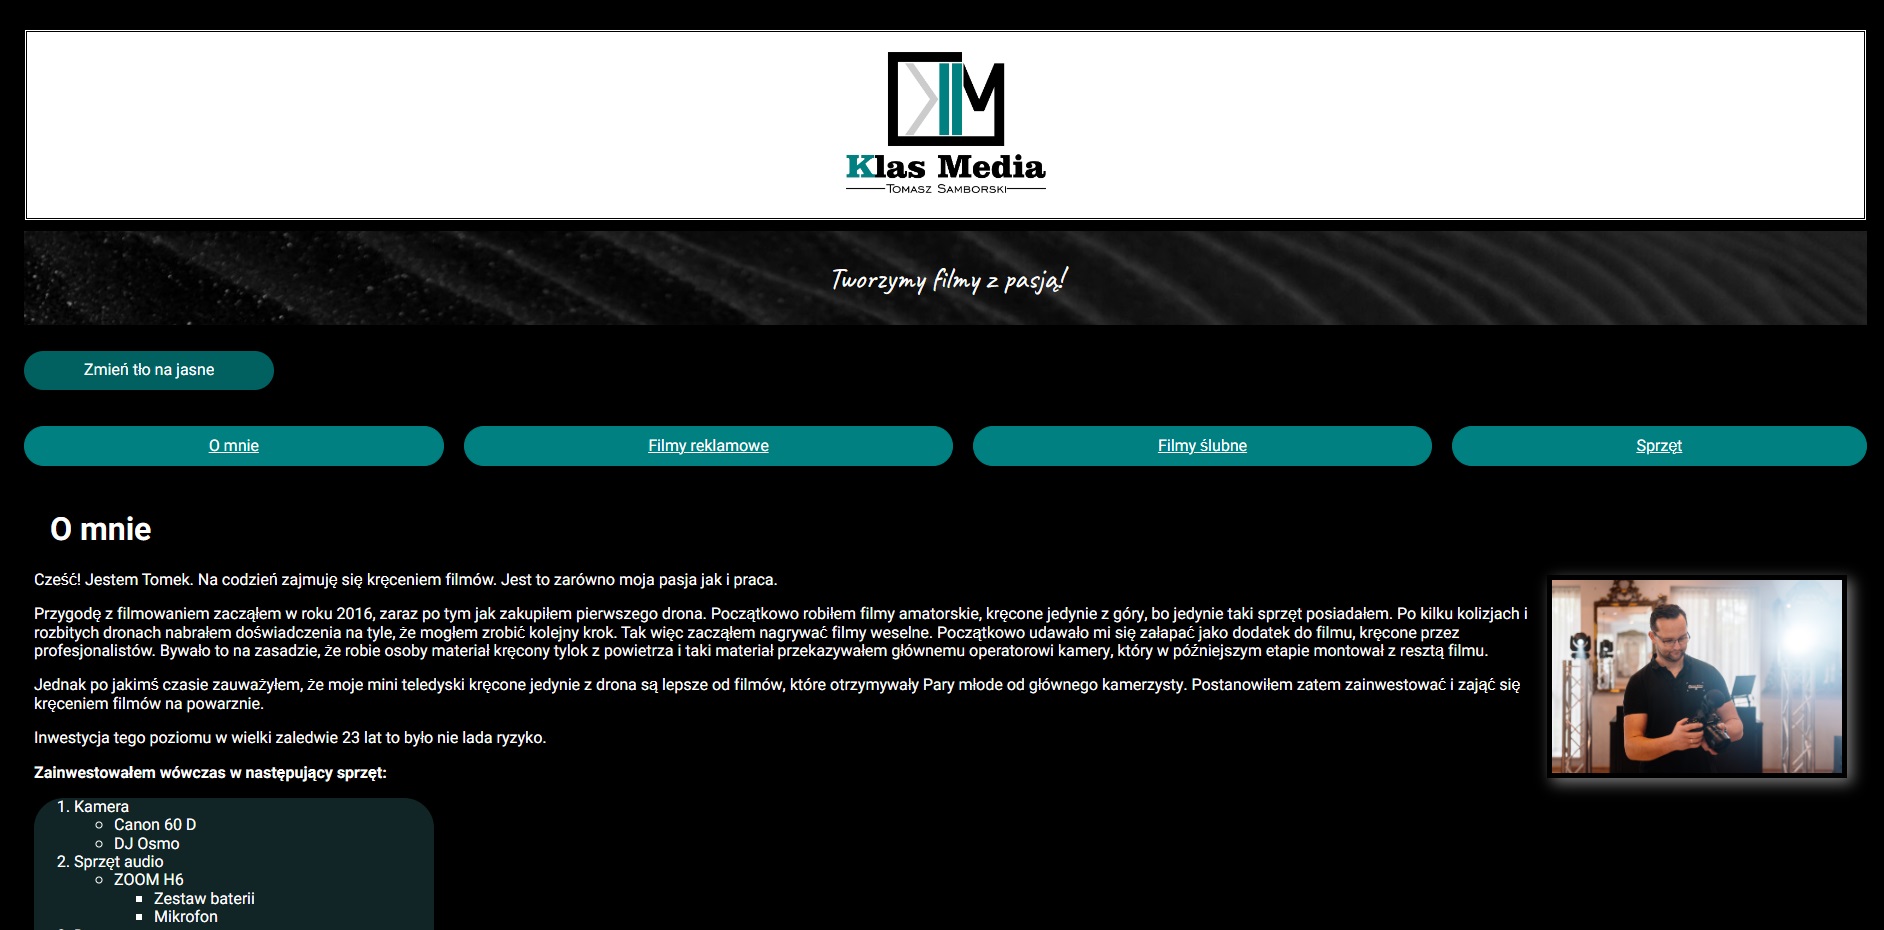 KM
Klas Media
Tomasz Samborski
Tworzymy filmy z pasją!
Zmień tło na jasne
O mnie
Filmy reklamowe
Filmy ślubne
Sprzęt
O mnie
Cześć! Jestem Tomek. Na codzień zajmuję się kręceniem filmów. Jest to zarówno moja pasja jak i praca.
Przygodę z filmowaniem zacząłem w roku 2016, zaraz po tym jak zakupiłem pierwszego drona. Początkowo robiłem filmy amatorskie, kręcone jedynie z góry, bo jedynie taki sprzęt posiadałem. Po kilku kolizjach i
rozbitych dronach nabrałem doświadczenia na tyle, że mogłem zrobić kolejny krok. Tak więc zacząłem nagrywać filmy weselne. Początkowo udawało mi się załapać jako dodatek do filmu, kręcone przez
profesjonalistów. Bywało to na zasadzie, że robie osoby materiał kręcony tylok z powietrza i taki materiał przekazywałem głównemu operatorowi kamery, który w późniejszym etapie montował z resztą filmu.
Jednak po jakimś czasie zauważyłem, że moje mini teledyski kręcone jedynie z drona są lepsze od filmów, które otrzymywały Pary młode od głównego kamerzysty. Postanowiłem zatem zainwestować i zająć się
kręceniem filmów na powarznie.
Inwestycja tego poziomu w wielki zaledwie 23 lat to było nie lada ryzyko.
Zainwestowałem wówczas w następujący sprzęt:
1. Kamera
Canon 60 D
DJ Osmo
2. Sprzęt audio
ZOOM H6
Zestaw baterii
Mikrofon